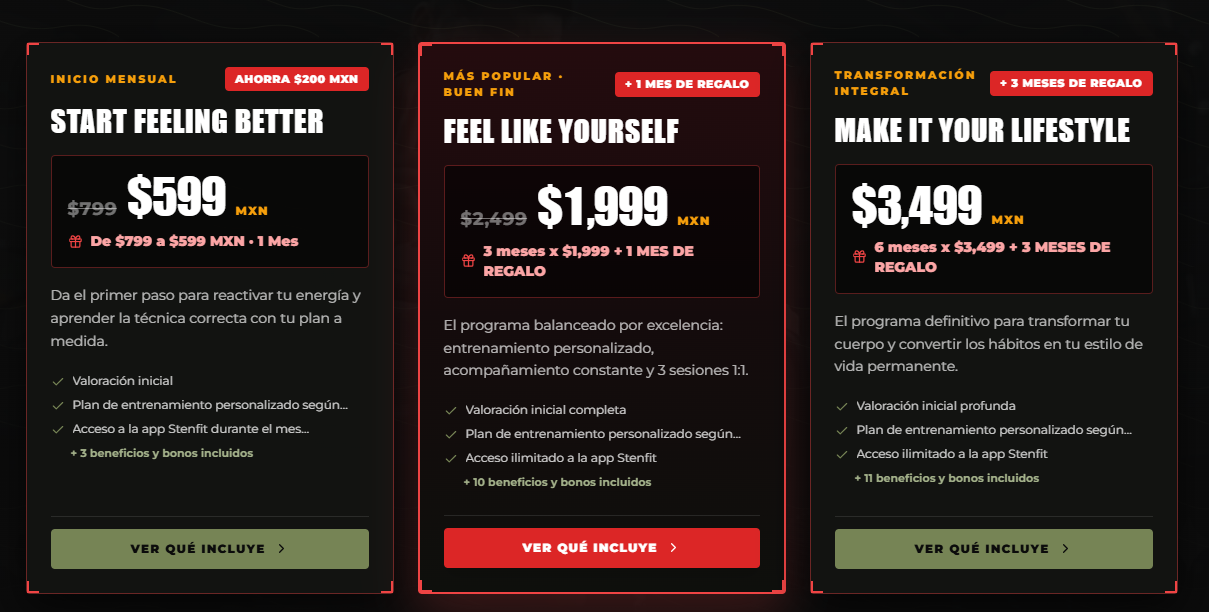 INICIO MENSUAL
AHORRA $200 MXN
START FEELING BETTER
$799 $599 MXN
De $799 a $599 MXN • 1 Mes
Da el primer paso para reactivar tu energía y
aprender la técnica correcta con tu plan a
medida.
Valoración inicial
Plan de entrenamiento personalizado según...
Acceso a la app Stenfit durante el mes...
+ 3 beneficios y bonos incluidos
VER QUÉ INCLUYE
MÁS POPULAR •
BUEN FIN
+ 1 MES DE REGALO
FEEL LIKE YOURSELF
$2,499 $1,999 MXN
3 meses x $1,999 + 1 MES DE
REGALO
El programa balanceado por excelencia:
entrenamiento personalizado,
acompañamiento constante y 3 sesiones 1:1.
Valoración inicial completa
Plan de entrenamiento personalizado según...
Acceso ilimitado a la app Stenfit
+ 10 beneficios y bonos incluidos
VER QUÉ INCLUYE
TRANSFORMACIÓN
INTEGRAL
+ 3 MESES DE REGALO
MAKE IT YOUR LIFESTYLE
$3,499 MXN
6 meses x $3,499 + 3 MESES DE
REGALO
El programa definitivo para transformar tu
cuerpo y convertir los hábitos en tu estilo de
vida permanente.
Valoración inicial profunda
Plan de entrenamiento personalizado según...
Acceso ilimitado a la app Stenfit
+ 11 beneficios y bonos incluidos
VER QUÉ INCLUYE